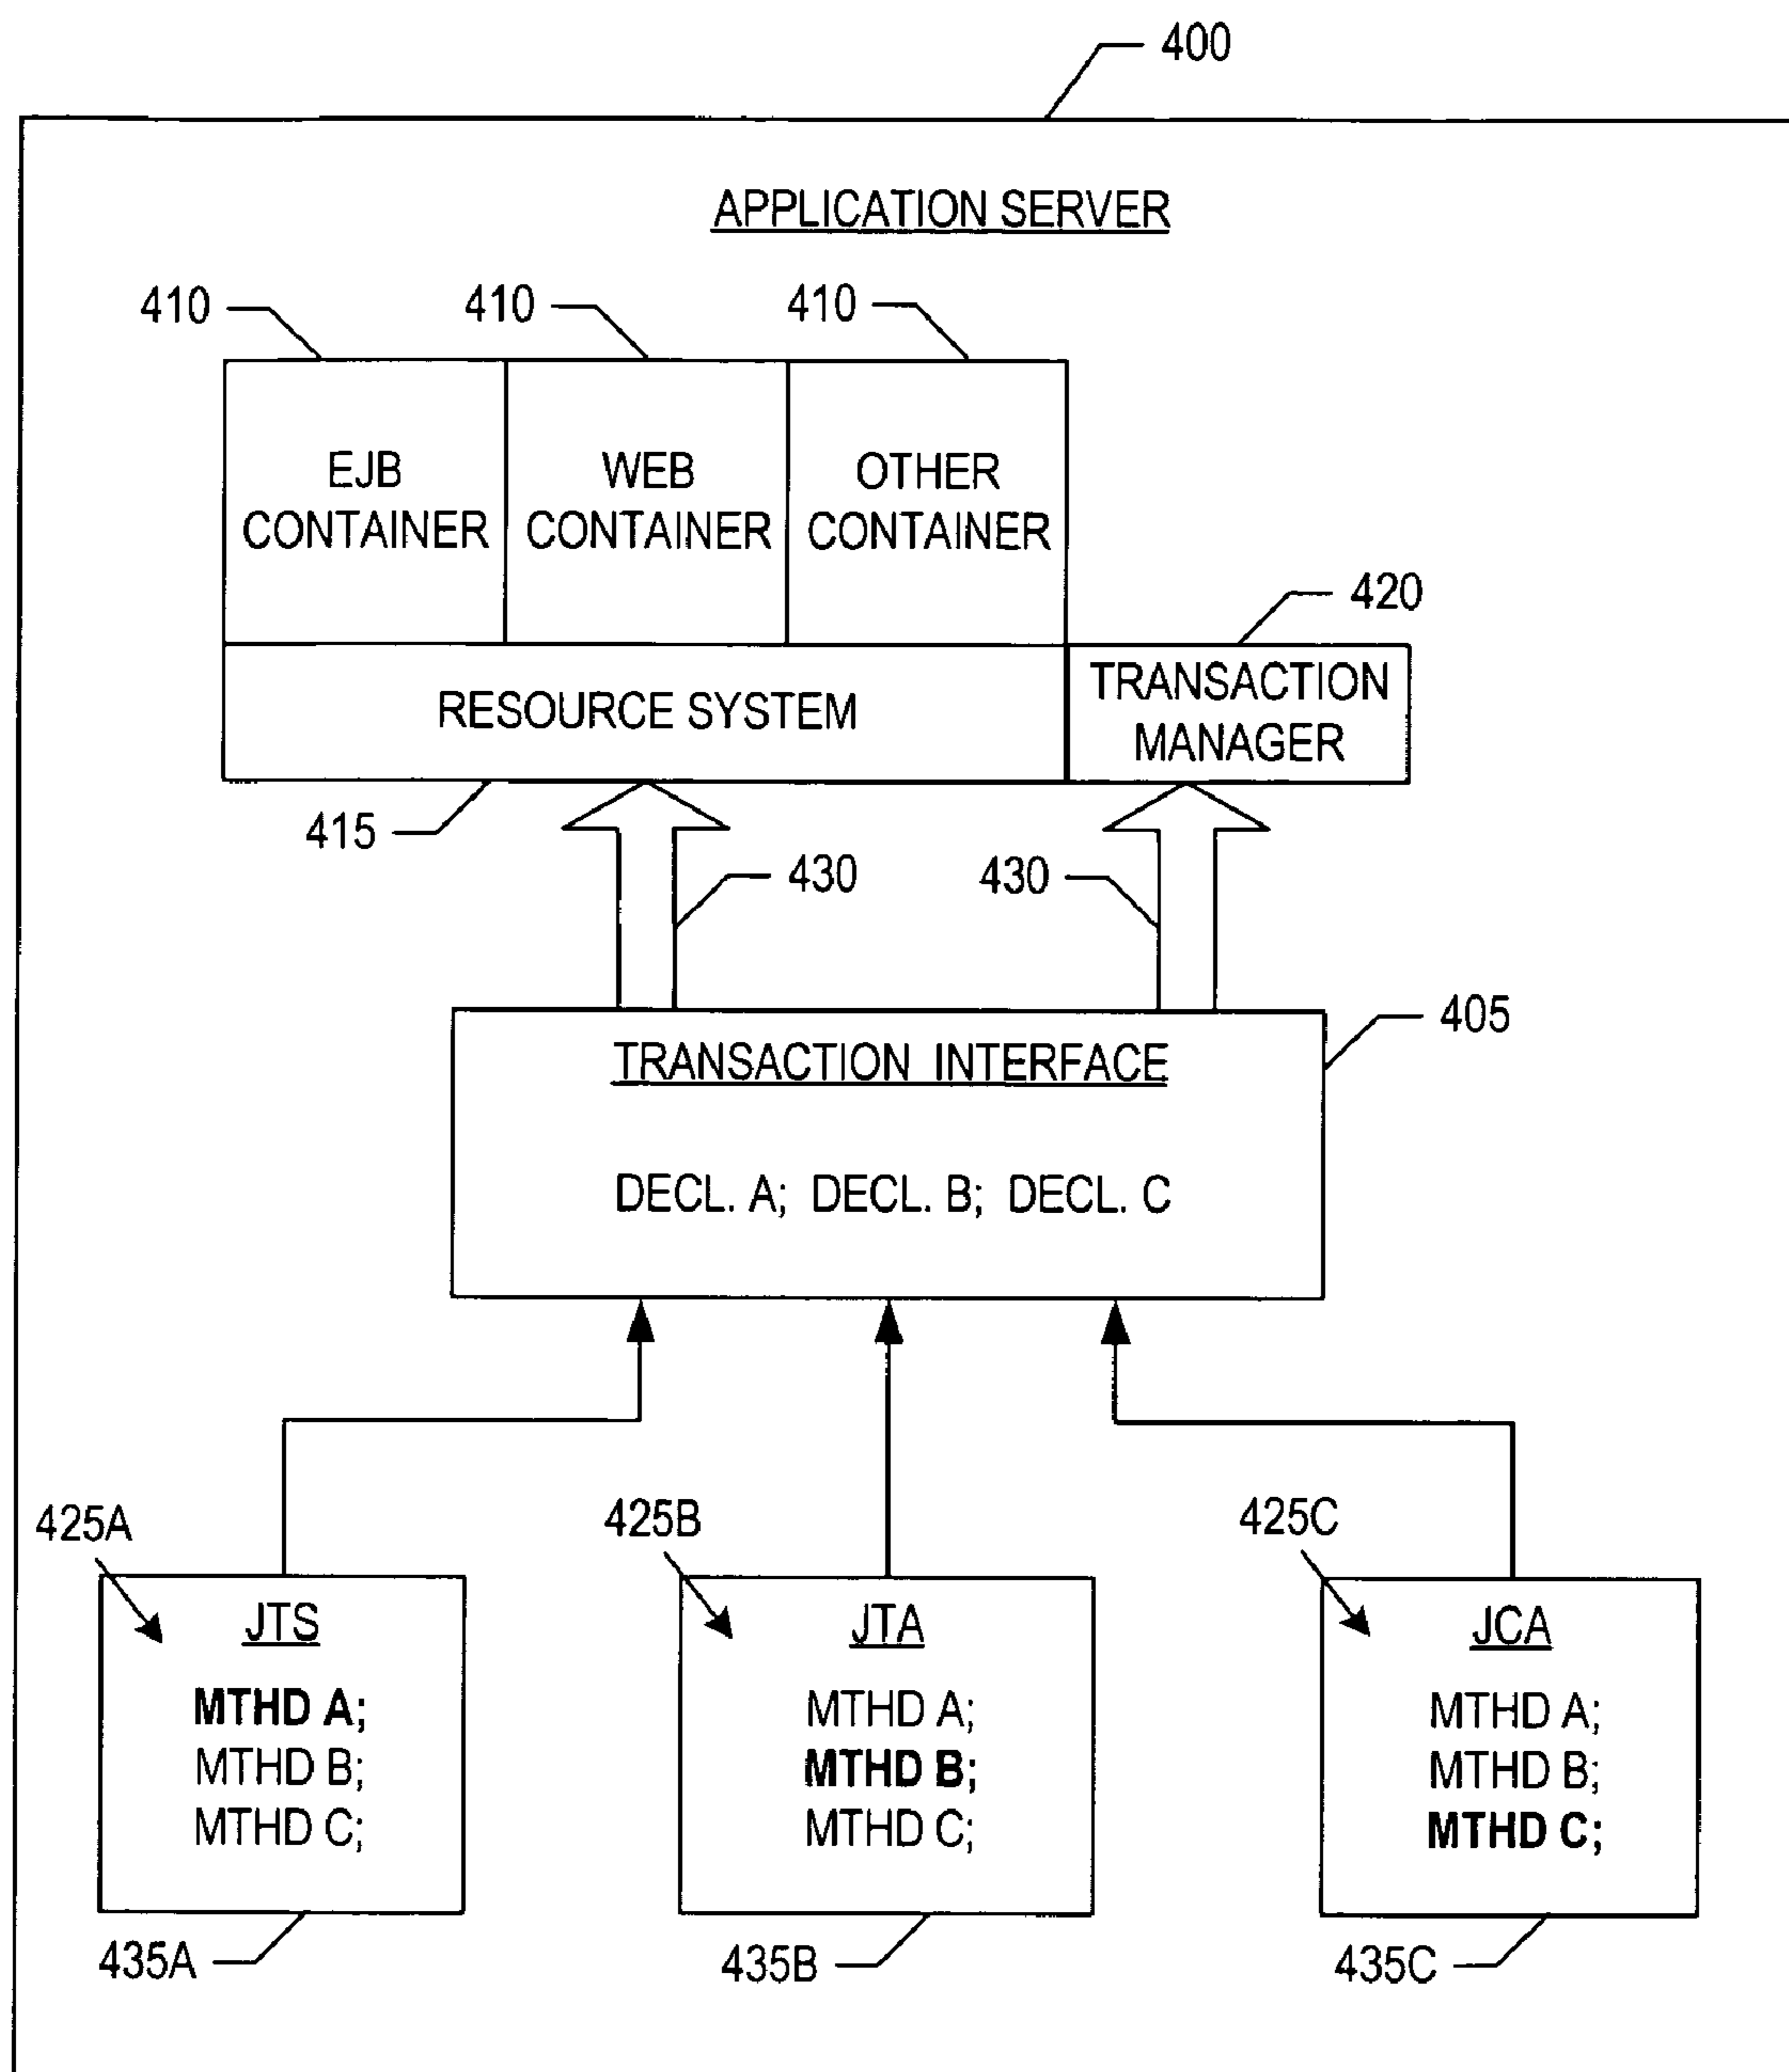 400
APPLICATION SERVER
410 410 410
EJB CONTAINER
WEB CONTAINER
OTHER CONTAINER
420
RESOURCE SYSTEM
TRANSACTION MANAGER
415
430 430
405
TRANSACTION INTERFACE
DECL. A; DECL. B; DECL. C
425A 425B 425C
JTS
MTHD A;
MTHD B;
MTHD C;
JTA
MTHD A;
MTHD B;
MTHD C;
JCA
MTHD A;
MTHD B;
MTHD C;
435A 435B 435C